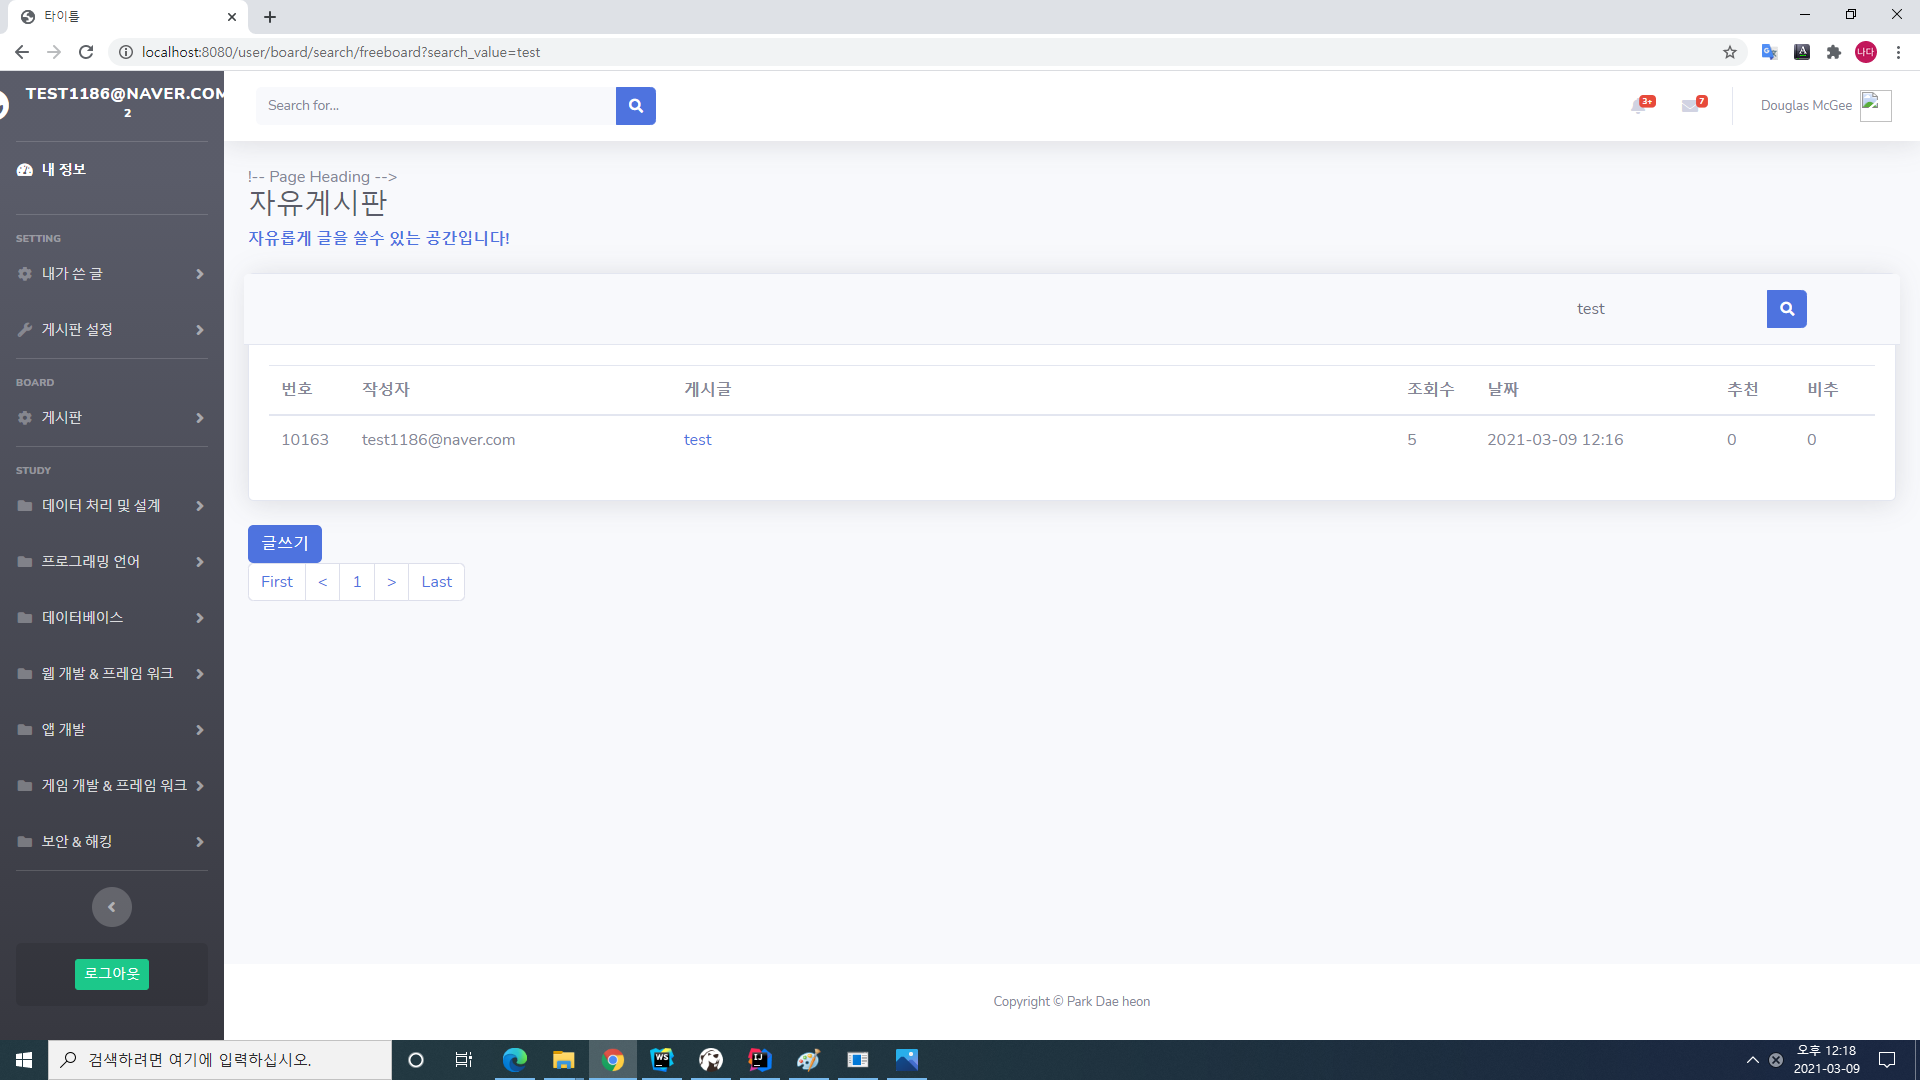 타이틀
localhost:8080/user/board/search/freeboard?search_value=test
나다
TEST1186@NAVER.COM
2
내 정보
SETTING
내가 쓴 글
게시판 설정
BOARD
게시판
STUDY
데이터 처리 및 설계
프로그래밍 언어
데이터베이스
웹 개발 & 프레임 워크
앱 개발
게임 개발 & 프레임 워크
보안 & 해킹
로그아웃
Search for...
3+
7
Douglas McGee
!-- Page Heading -->
자유게시판
자유롭게 글을 쓸수 있는 공간입니다!
test
번호 작성자 게시글 조회수 날짜 추천 비추
10163 test1186@naver.com test 5 2021-03-09 12:16 0 0
글쓰기
First < 1 > Last
Copyright © Park Dae heon
검색하려면 여기에 입력하십시오.
WS
IJ
오후 12:18
2021-03-09